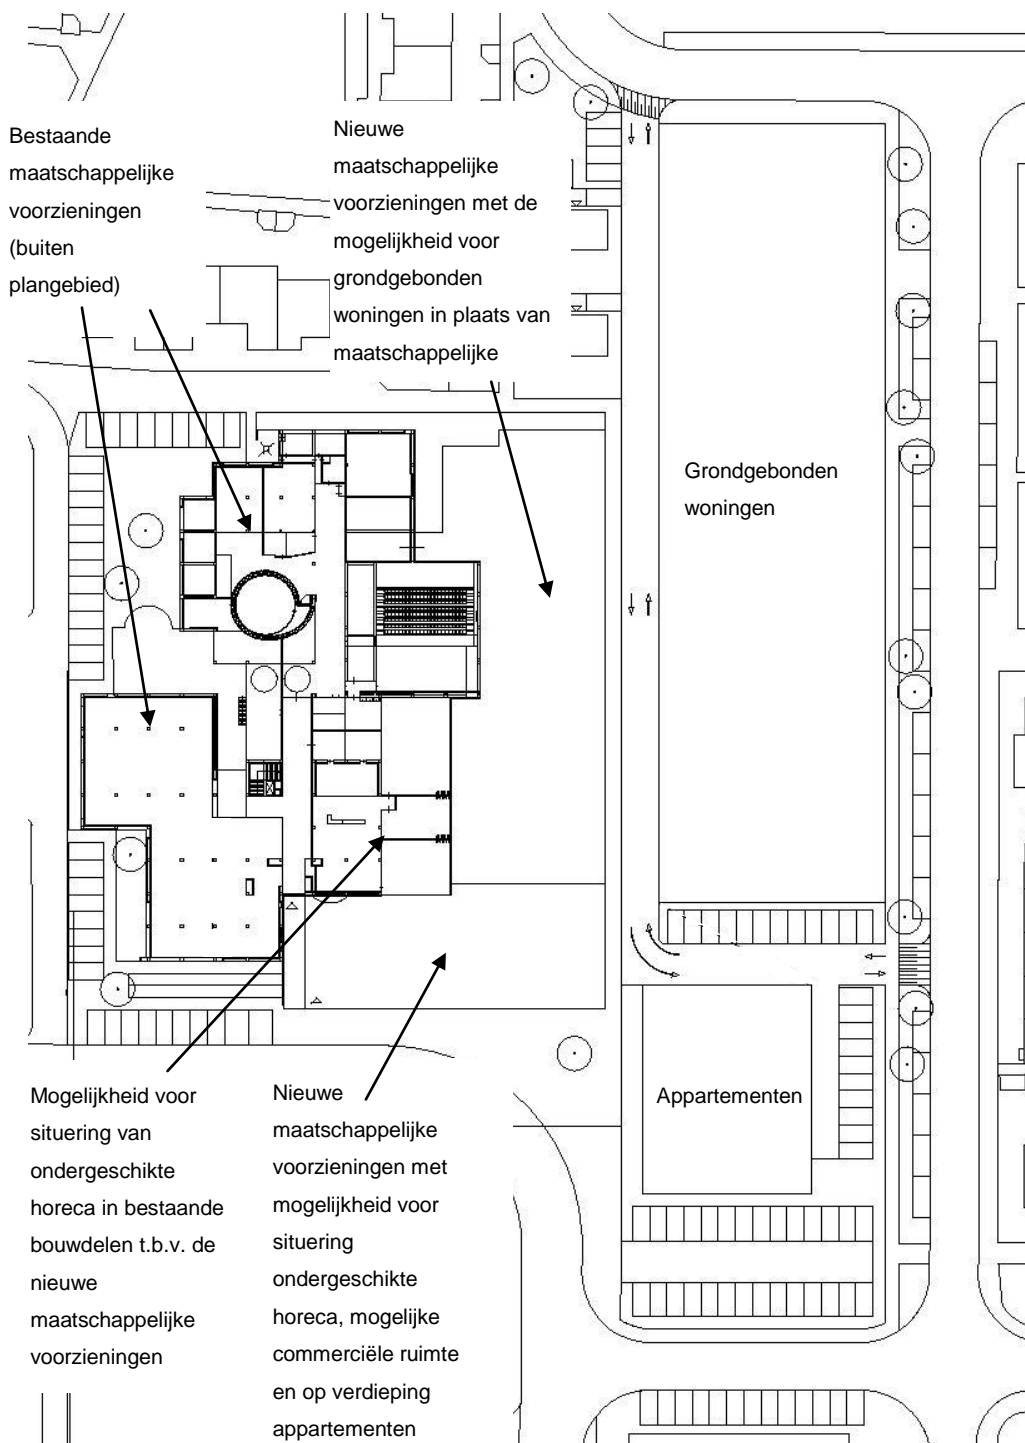 Bestaande
maatschappelijke
voorzieningen
(buiten
plangebied)
Nieuwe
maatschappelijke
voorzieningen met de
mogelijkheid voor
grondgebonden
woningen in plaats van
maatschappelijke
Grondgebonden
woningen
Appartementen
Mogelijkheid voor
situering van
ondergeschikte
horeca in bestaande
bouwdelen t.b.v. de
nieuwe
maatschappelijke
voorzieningen
Nieuwe
maatschappelijke
voorzieningen met
mogelijkheid voor
situering
ondergeschikte
horeca, mogelijke
commerciële ruimte
en op verdieping
appartementen